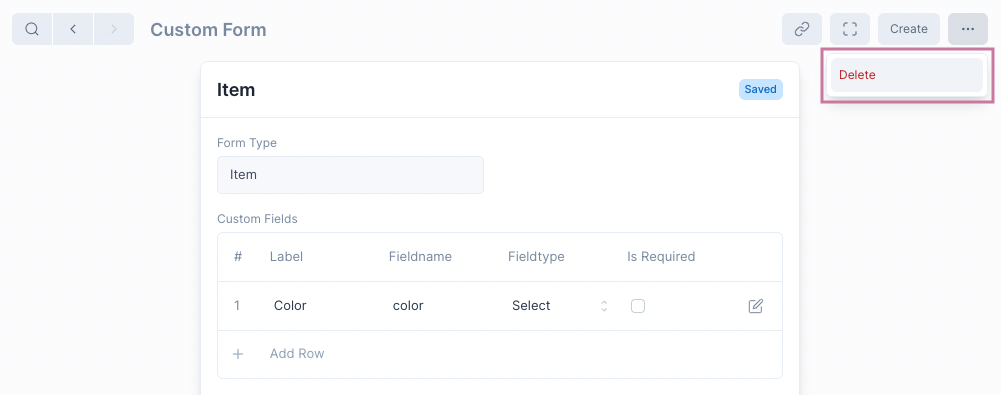 Custom Form
Create
Delete
Item
Saved
Form Type
Item
Custom Fields
# Label Fieldname Fieldtype Is Required
1 Color color Select
+ Add Row